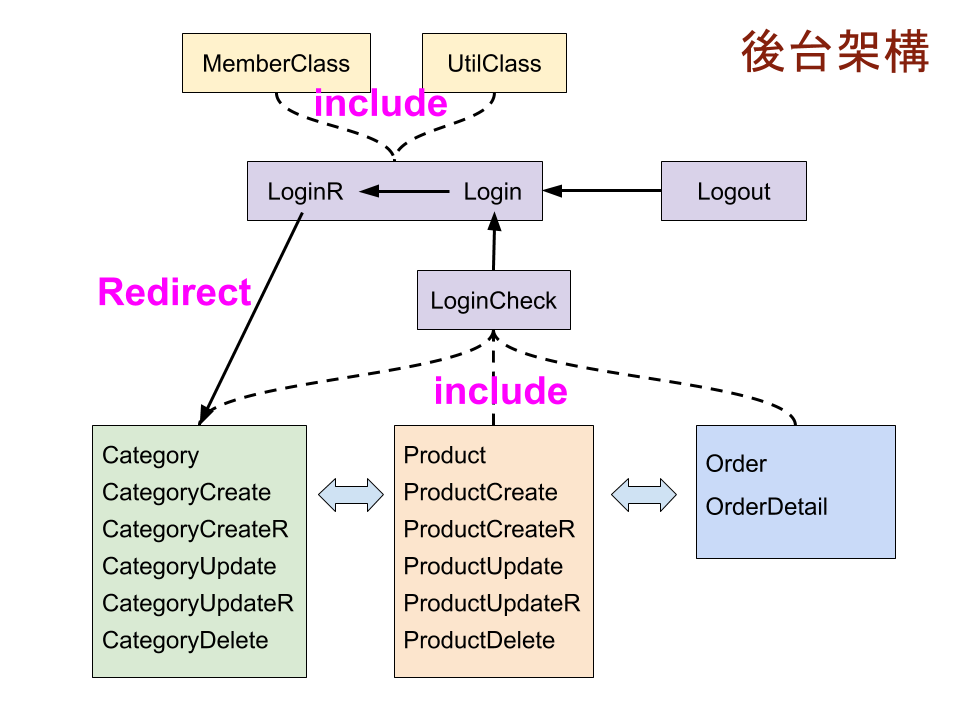 後台架構
MemberClass
UtilClass
include
LoginR
Login
Logout
Redirect
LoginCheck
include
Category
CategoryCreate
CategoryCreateR
CategoryUpdate
CategoryUpdateR
CategoryDelete
Product
ProductCreate
ProductCreateR
ProductUpdate
ProductUpdateR
ProductDelete
Order
OrderDetail